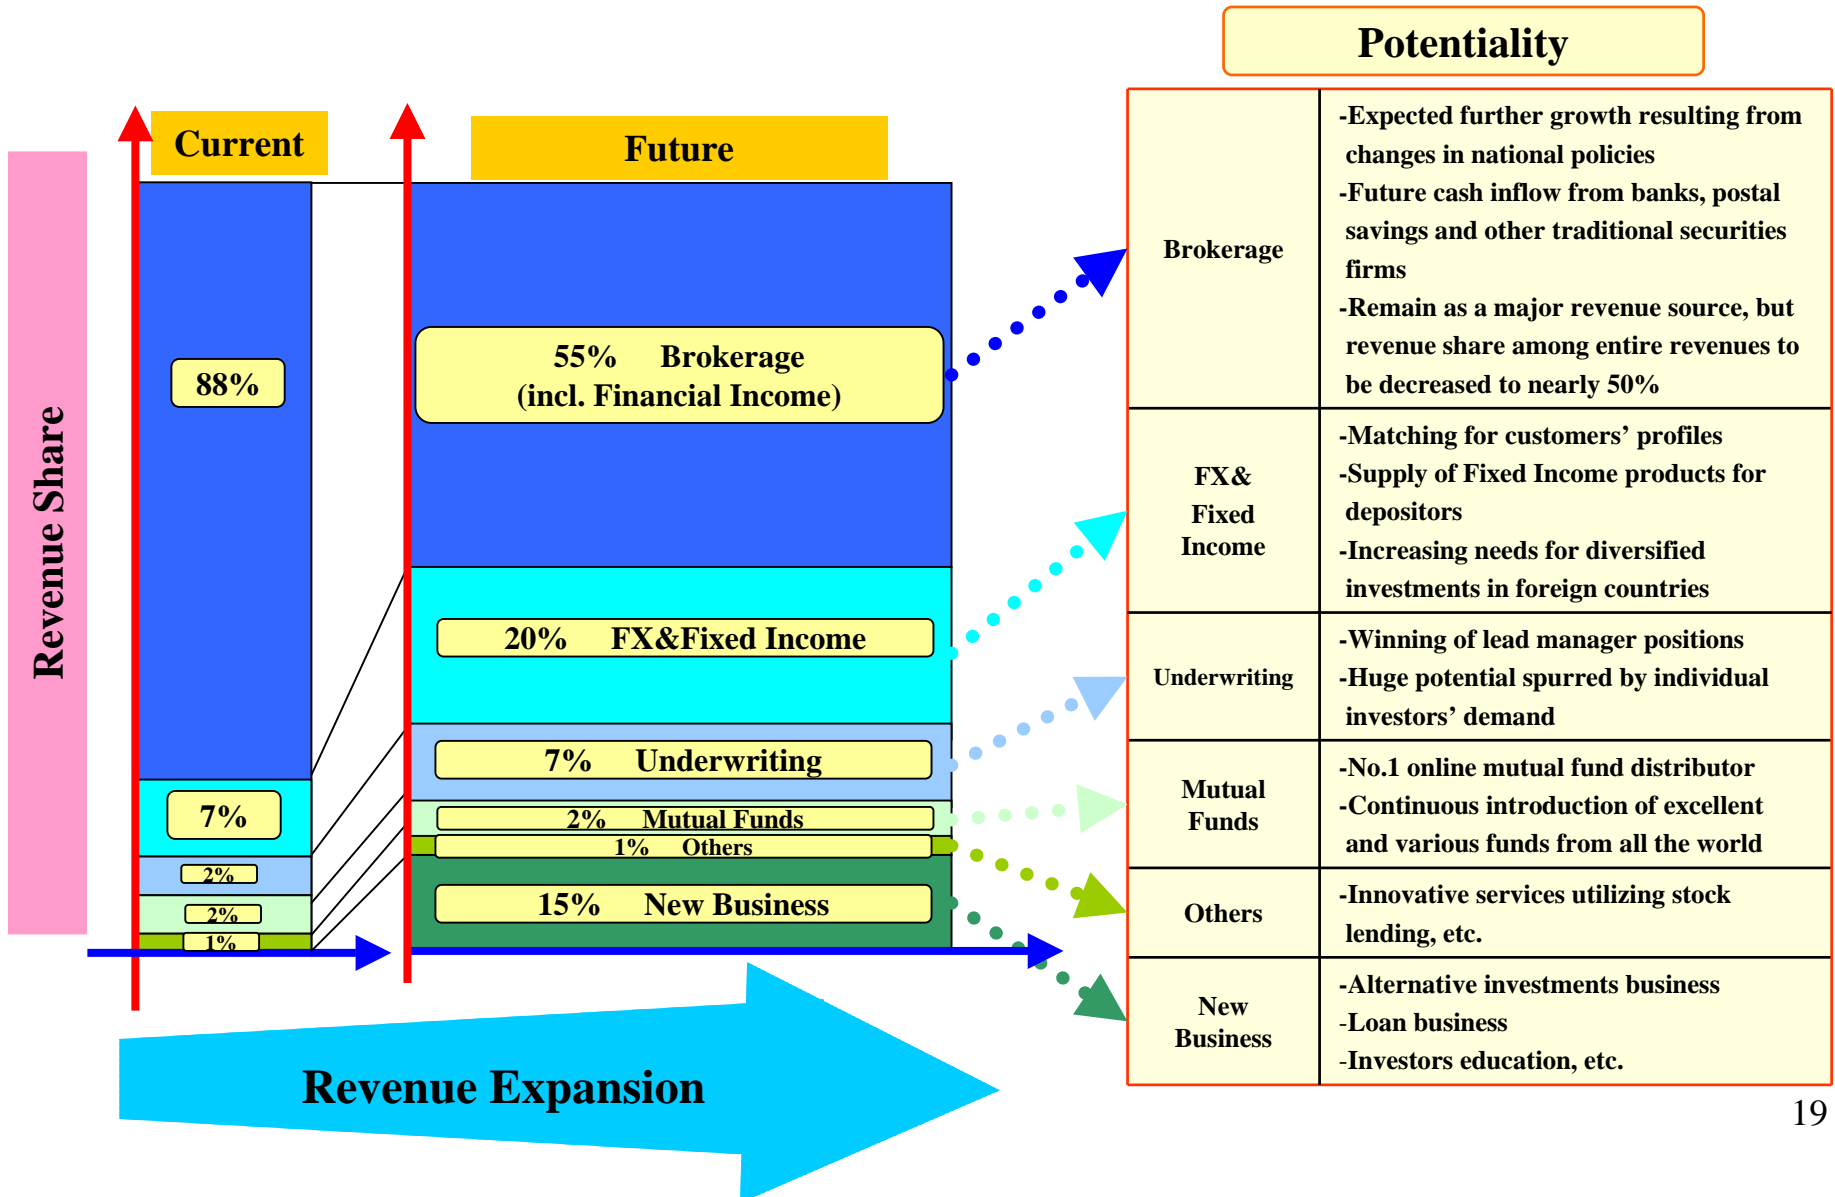 Potentiality
Current
Future
Revenue Share
88%
7%
2%
2%
1%
55% Brokerage
(incl. Financial Income)
20% FX&Fixed Income
7% Underwriting
2% Mutual Funds
1% Others
15% New Business
Revenue Expansion
Brokerage
-Expected further growth resulting from
changes in national policies
-Future cash inflow from banks, postal
savings and other traditional securities
firms
-Remain as a major revenue source, but
revenue share among entire revenues to
be decreased to nearly 50%
FX&
Fixed
Income
-Matching for customers’ profiles
-Supply of Fixed Income products for
depositors
-Increasing needs for diversified
investments in foreign countries
Underwriting
-Winning of lead manager positions
-Huge potential spurred by individual
investors’ demand
Mutual
Funds
-No.1 online mutual fund distributor
-Continuous introduction of excellent
and various funds from all the world
Others
-Innovative services utilizing stock
lending, etc.
New
Business
-Alternative investments business
-Loan business
-Investors education, etc.
19